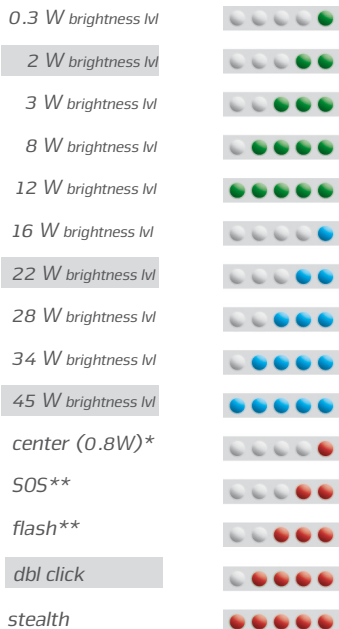 0.3 W brightness lvl
2 W brightness lvl
3 W brightness lvl
8 W brightness lvl
12 W brightness lvl
16 W brightness lvl
22 W brightness lvl
28 W brightness lvl
34 W brightness lvl
45 W brightness lvl
center (0.8W)*
SOS**
flash**
dbl click
stealth